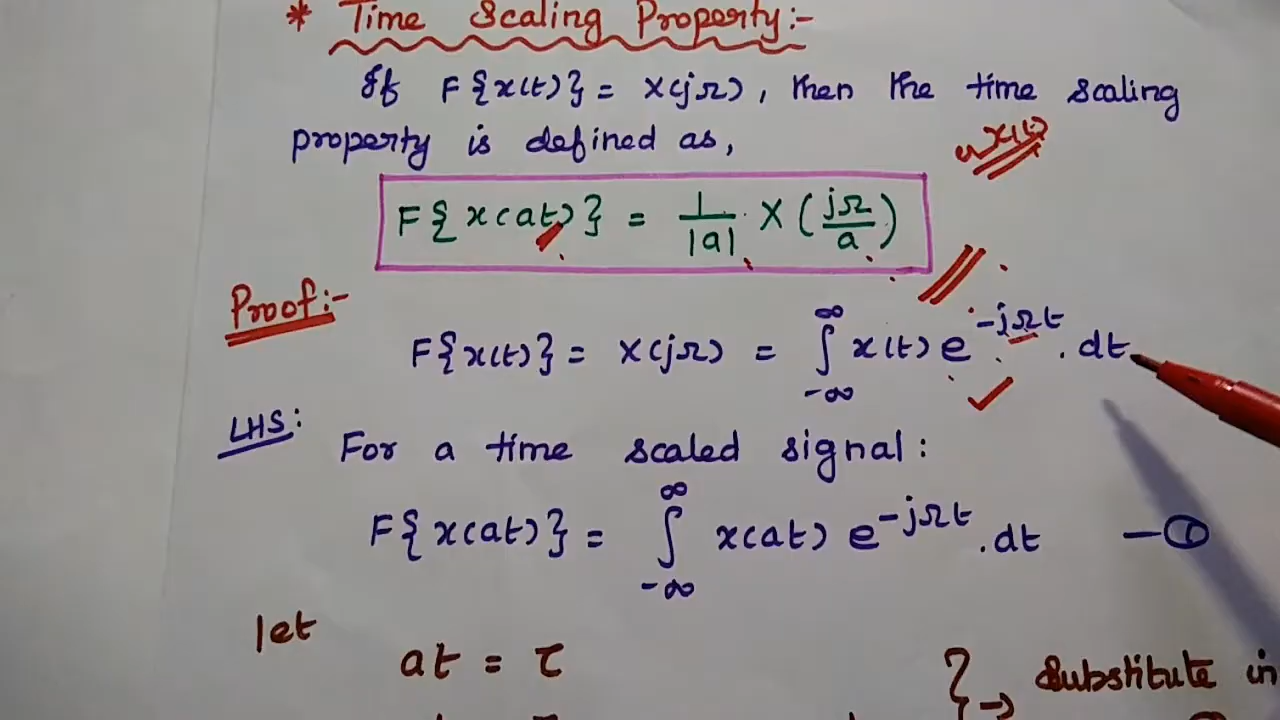 * Time Scaling Property:-
If F{x(t)} = X(jΩ), then the time scaling
property is defined as,
x(t)
F{x(at)} = 1/|a| X(jΩ/a)
Proof:-
F{x(t)} = X(jΩ) = ∫_{-∞}^{∞} x(t) e^{-jΩt} . dt
LHS:
For a time scaled signal:
F{x(at)} = ∫_{-∞}^{∞} x(at) e^{-jΩt} . dt —①
let
at = τ } → Substitute in